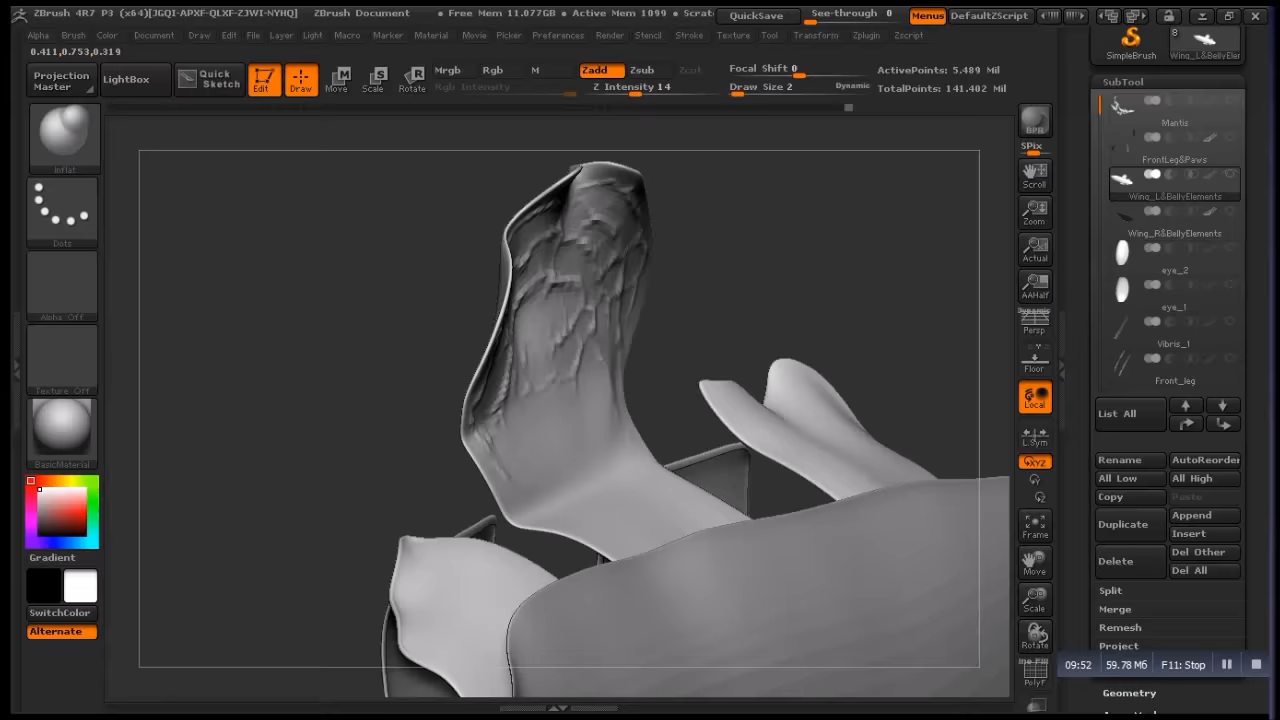 ZBrush 4R7 P3 (x64)[JGQI-APXF-QLXF-ZJWI-NYHQ] ZBrush Document • Free Mem 11.077GB • Active Mem 1099 • Scrat QuickSave See-through 0 Menus DefaultZScript
Alpha Brush Color Document Draw Edit File Layer Light Macro Marker Material Movie Picker Preferences Render Stencil Stroke Texture Tool Transform Zplugin Zscript
0.411,0.753,0.319
Projection Master
LightBox
Quick Sketch
Edit
Draw
Move
Scale
Rotate
Mrgb Rgb M
Rgb Intensity
Zadd Zsub Zcut
Z Intensity 14
Focal Shift 0
Draw Size 2 Dynamic
ActivePoints: 5.489 Mil
TotalPoints: 141.402 Mil
Inflat
Dots
Alpha Off
Texture Off
BasicMaterial
Gradient
SwitchColor
Alternate
BPR
SPix
Scroll
Zoom
Actual
AAHalf
Dynamic
Persp
Floor
Local
L.Sym
XYZ
Frame
Move
Scale
Rotate
Line Fill
PolyF
SimpleBrush
8
Wing_L&BellyEler
SubTool
Mantis
FrontLeg&Paws
Wing_L&BellyElements
Wing_R&BellyElements
eye_2
eye_1
Vibris_1
Front_leg
List All
Rename AutoReorder
All Low All High
Copy Paste
Duplicate
Append
Insert
Delete
Del Other
Del All
Split
Merge
Remesh
Project
09:52 59.78 Мб F11: Stop
Geometry